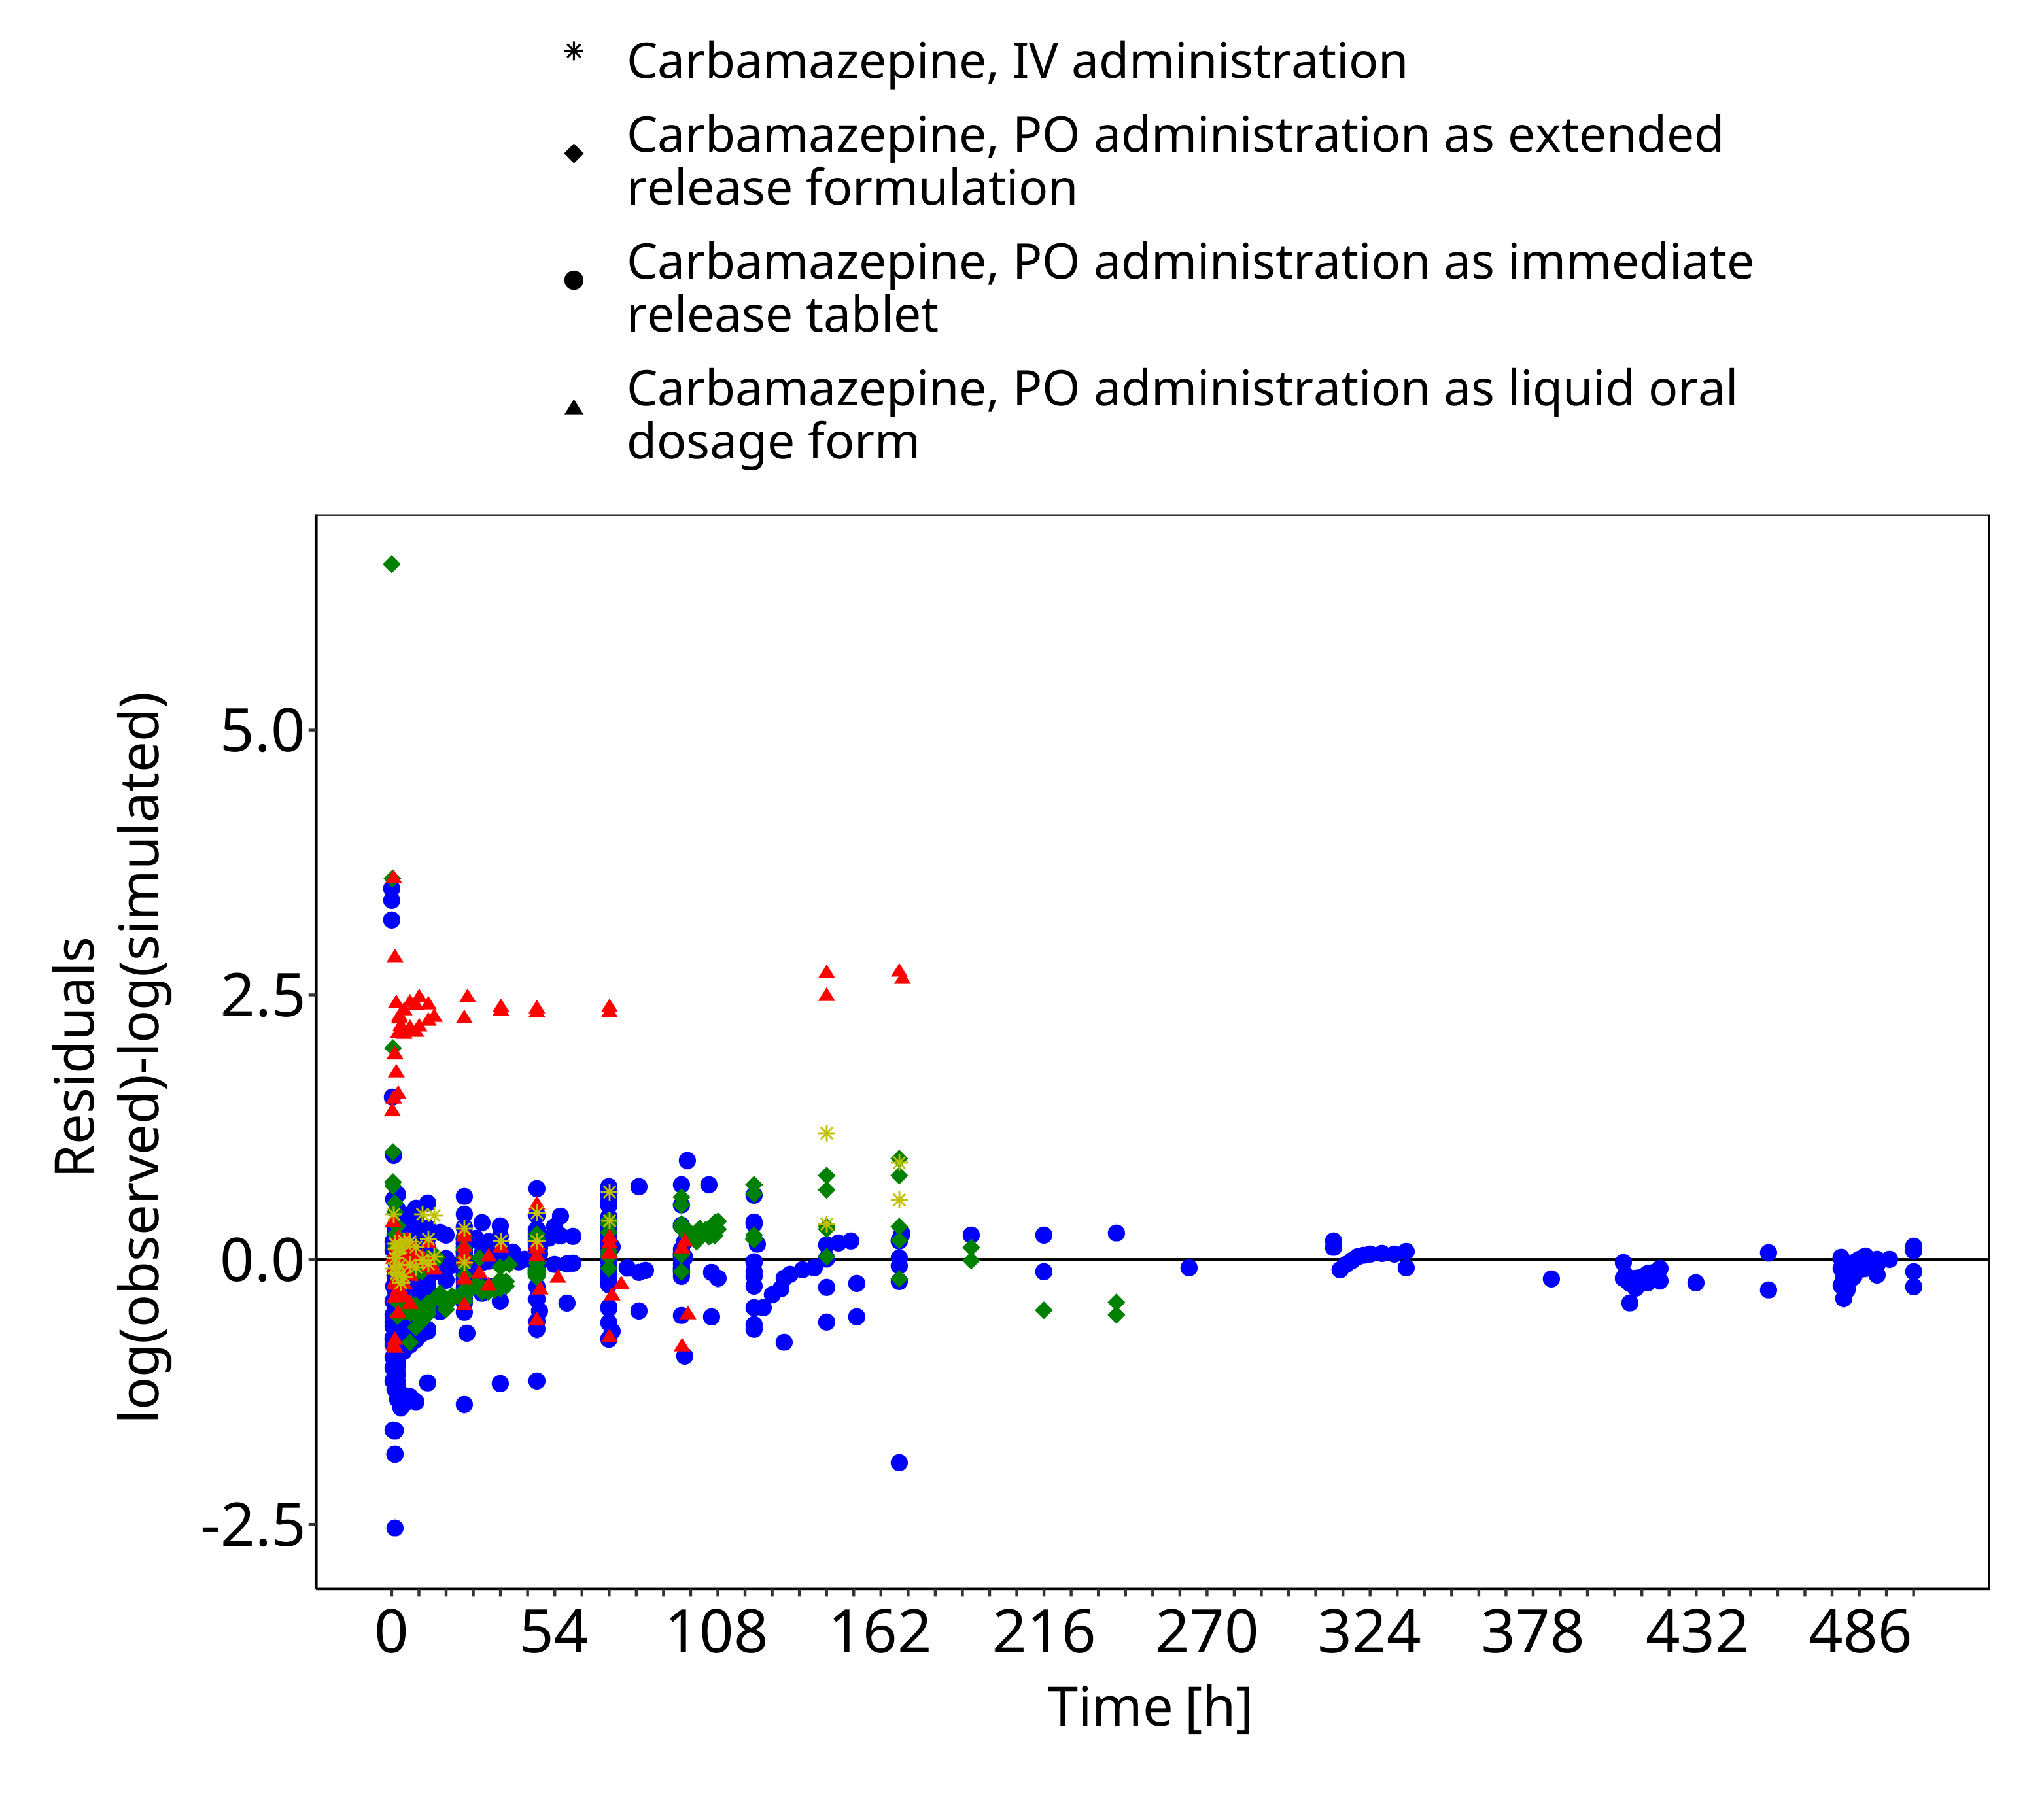 Carbamazepine, IV administration
Carbamazepine, PO administration as extended
release formulation
Carbamazepine, PO administration as immediate
release tablet
Carbamazepine, PO administration as liquid oral
dosage form
Residuals
log(observed)-log(simulated)
5.0
2.5
0.0
-2.5
0 54 108 162 216 270 324 378 432 486
Time [h]